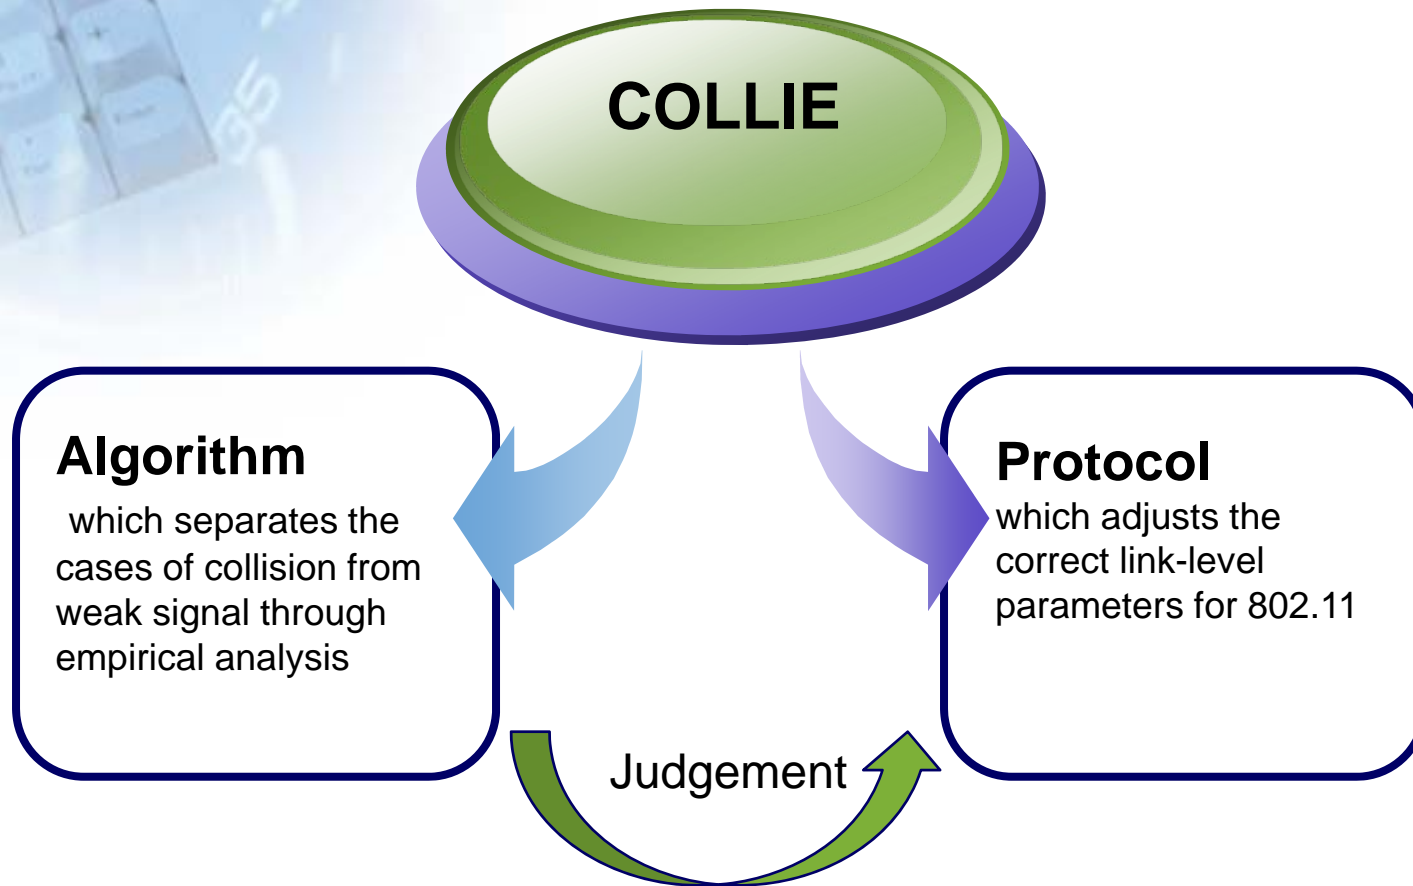 COLLIE
Algorithm
which separates the
cases of collision from
weak signal through
empirical analysis
Protocol
which adjusts the
correct link-level
parameters for 802.11
Judgement
35